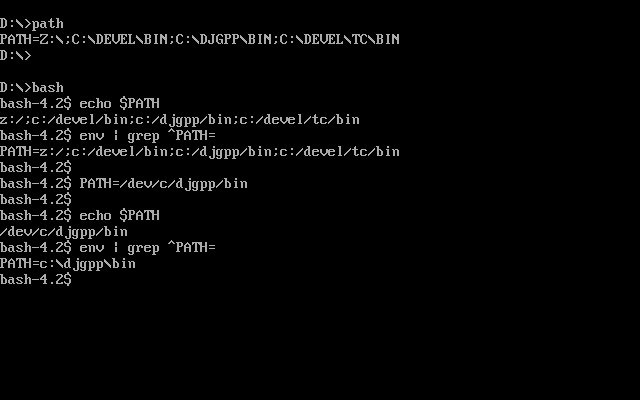 D:\>path
PATH=Z:\;C:\DEVEL\BIN;C:\DJGPP\BIN;C:\DEVEL\TC\BIN
D:\>
D:\>bash
bash-4.2$ echo $PATH
z:/;c:/devel/bin;c:/djgpp/bin;c:/devel/tc/bin
bash-4.2$ env | grep ^PATH=
PATH=z:/;c:/devel/bin;c:/djgpp/bin;c:/devel/tc/bin
bash-4.2$
bash-4.2$ PATH=/dev/c/djgpp/bin
bash-4.2$
bash-4.2$ echo $PATH
/dev/c/djgpp/bin
bash-4.2$ env | grep ^PATH=
PATH=c:\djgpp\bin
bash-4.2$